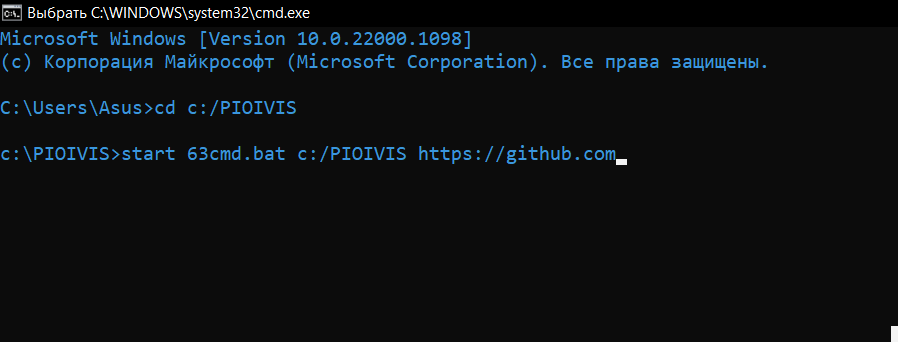 Выбрать C:\WINDOWS\system32\cmd.exe
Microsoft Windows [Version 10.0.22000.1098]
(c) Корпорация Майкрософт (Microsoft Corporation). Все права защищены.
C:\Users\Asus>cd c:/PIOIVIS
c:\PIOIVIS>start 63cmd.bat c:/PIOIVIS https://github.com